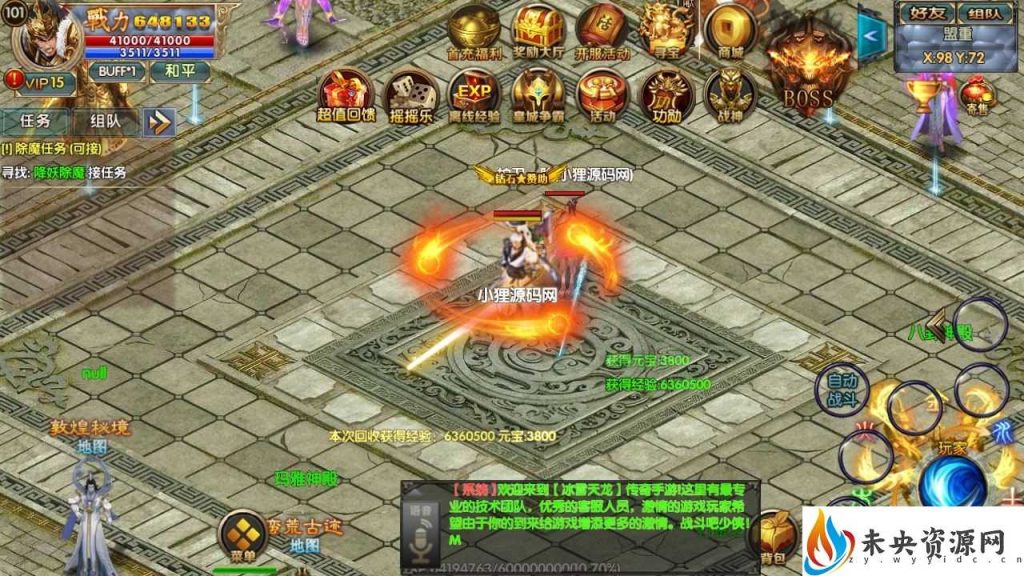 101
戰力 648133
41000/41000
3511/3511
VIP 15
BUFF*1
和平
任务
组队
[!]除魔任务(可接)
寻找:降妖除魔 接任务
首充福利
奖励大厅
开服活动
寻宝
商城
超值回馈
摇摇乐
EXP
离线经验
皇城争霸
活动
功勋
战神
BOSS
好友
组队
盟重
X:98 Y:72
寄售
钻石★赞助
小狸源码网)
小狸源码网
获得元宝:3800
获得经验:6360500
本次回收获得经验：6360500 元宝:3800
null
敦煌秘境
地图
玛雅神殿
蛮荒古迹
地图
菜单
自动
战斗
玩家
语音
【系统】欢迎来到【冰雪天龙】传奇手游!这里有最专
业的技术团队，优秀的客服人员，激情的游戏玩家希
望由于你的到来给游戏增添更多的激情。战斗吧少侠!
M
背包
未央资源网
zy.wyyidc.cn